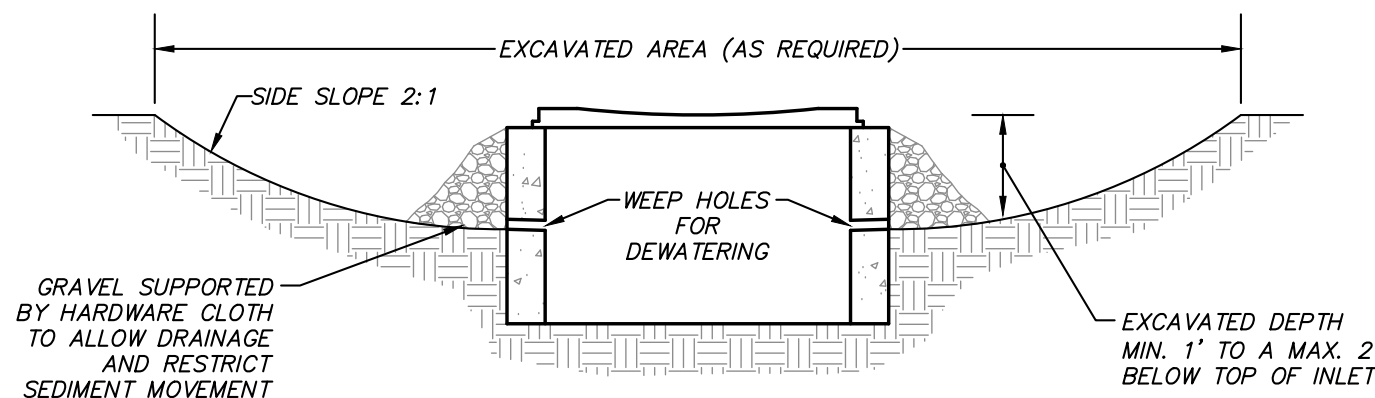 EXCAVATED AREA (AS REQUIRED)
SIDE SLOPE 2:1
WEEP HOLES
FOR
DEWATERING
GRAVEL SUPPORTED
BY HARDWARE CLOTH
TO ALLOW DRAINAGE
AND RESTRICT
SEDIMENT MOVEMENT
EXCAVATED DEPTH
MIN. 1' TO A MAX. 2
BELOW TOP OF INLET